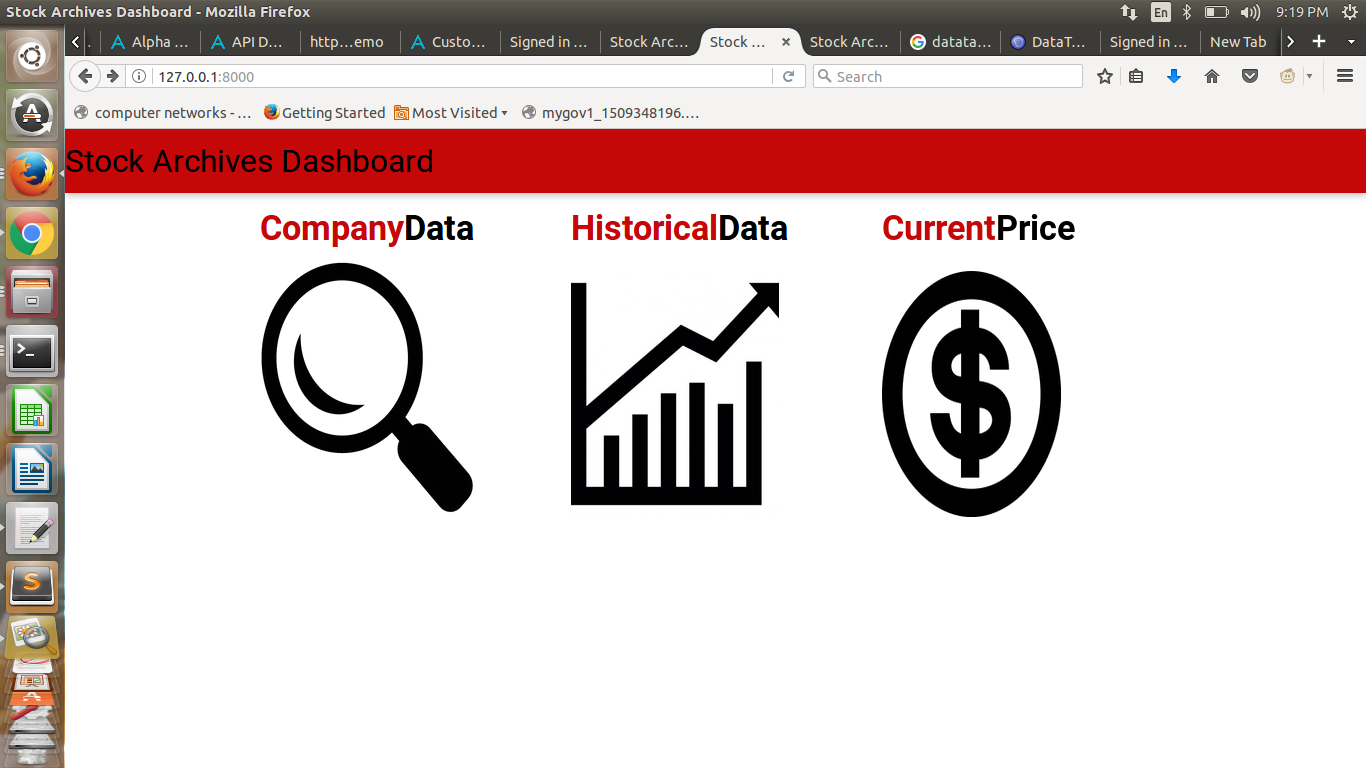 Stock Archives Dashboard - Mozilla Firefox En 9:19 PM
. Alpha ... API D... http...emo Custo... Signed in ... Stock Arc... Stock ... Stock Arc... datata... DataT... Signed in ... New Tab
127.0.0.1:8000 Search
computer networks - ... Getting Started Most Visited mygov1_1509348196....
Stock Archives Dashboard
CompanyData HistoricalData CurrentPrice